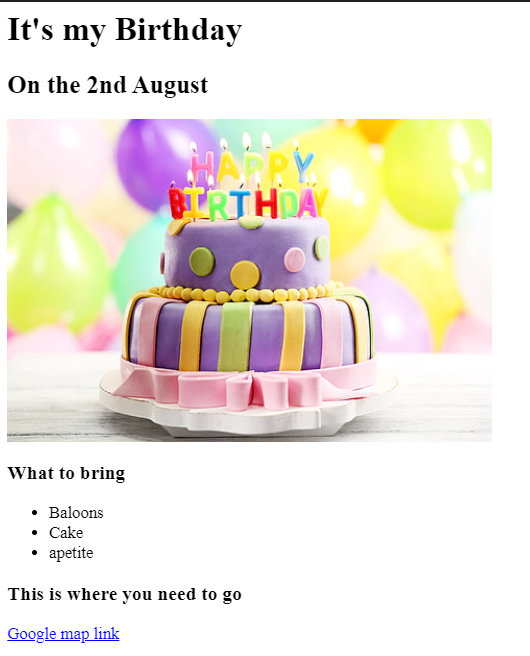 It's my Birthday
On the 2nd August
HAPPY
BIRTHDAY
What to bring
Baloons
Cake
apetite
This is where you need to go
Google map link